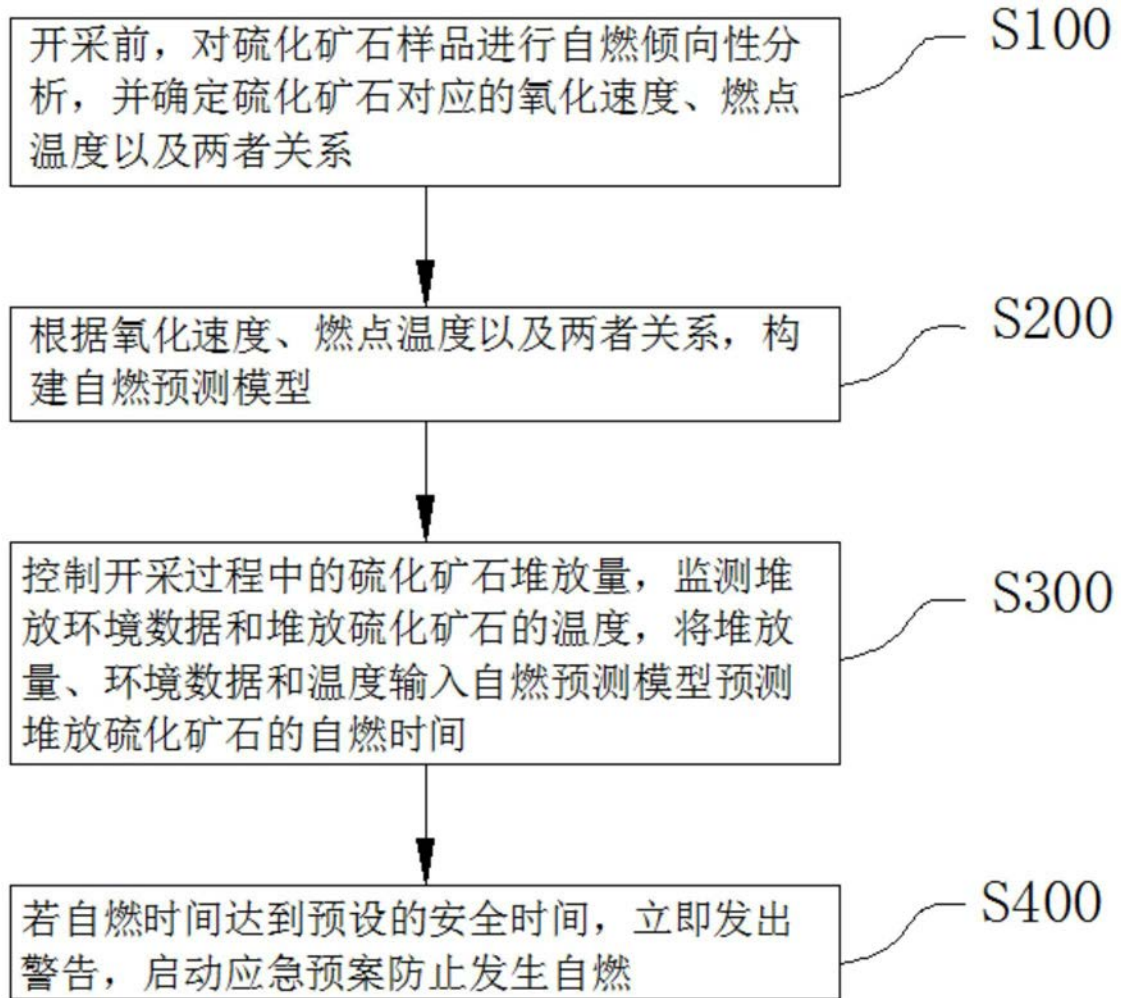 开采前，对硫化矿石样品进行自燃倾向性分
析，并确定硫化矿石对应的氧化速度、燃点
温度以及两者关系
S100
根据氧化速度、燃点温度以及两者关系，构
建自燃预测模型
S200
控制开采过程中的硫化矿石堆放量，监测堆
放环境数据和堆放硫化矿石的温度，将堆放
量、环境数据和温度输入自燃预测模型预测
堆放硫化矿石的自燃时间
S300
若自燃时间达到预设的安全时间，立即发出
警告，启动应急预案防止发生自燃
S400